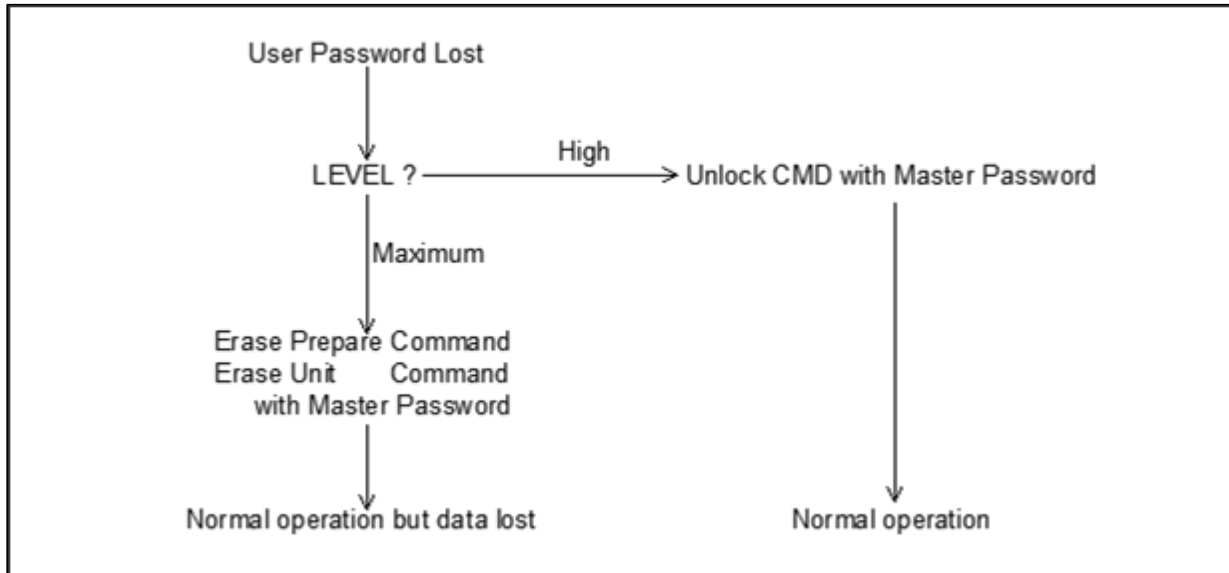 User Password Lost
High
LEVEL ?
Unlock CMD with Master Password
Maximum
Erase Prepare Command
Erase Unit Command
with Master Password
Normal operation but data lost
Normal operation